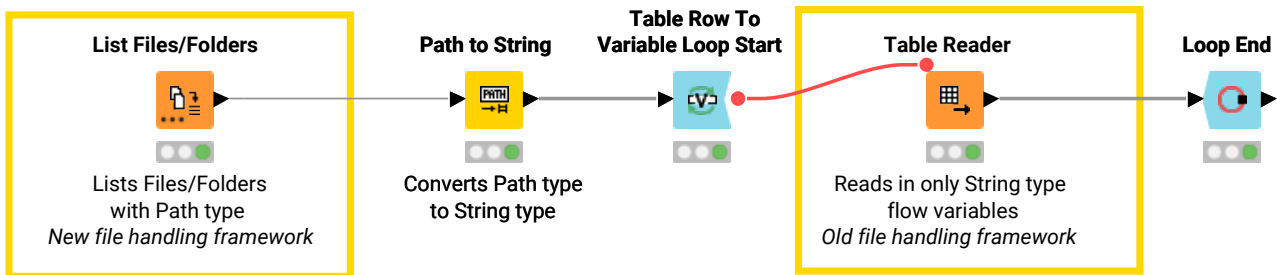 List Files/Folders
Lists Files/Folders
with Path type
New file handling framework
Path to String
PATH
Converts Path type
to String type
Table Row To
Variable Loop Start
V
Table Reader
Reads in only String type
flow variables
Old file handling framework
Loop End